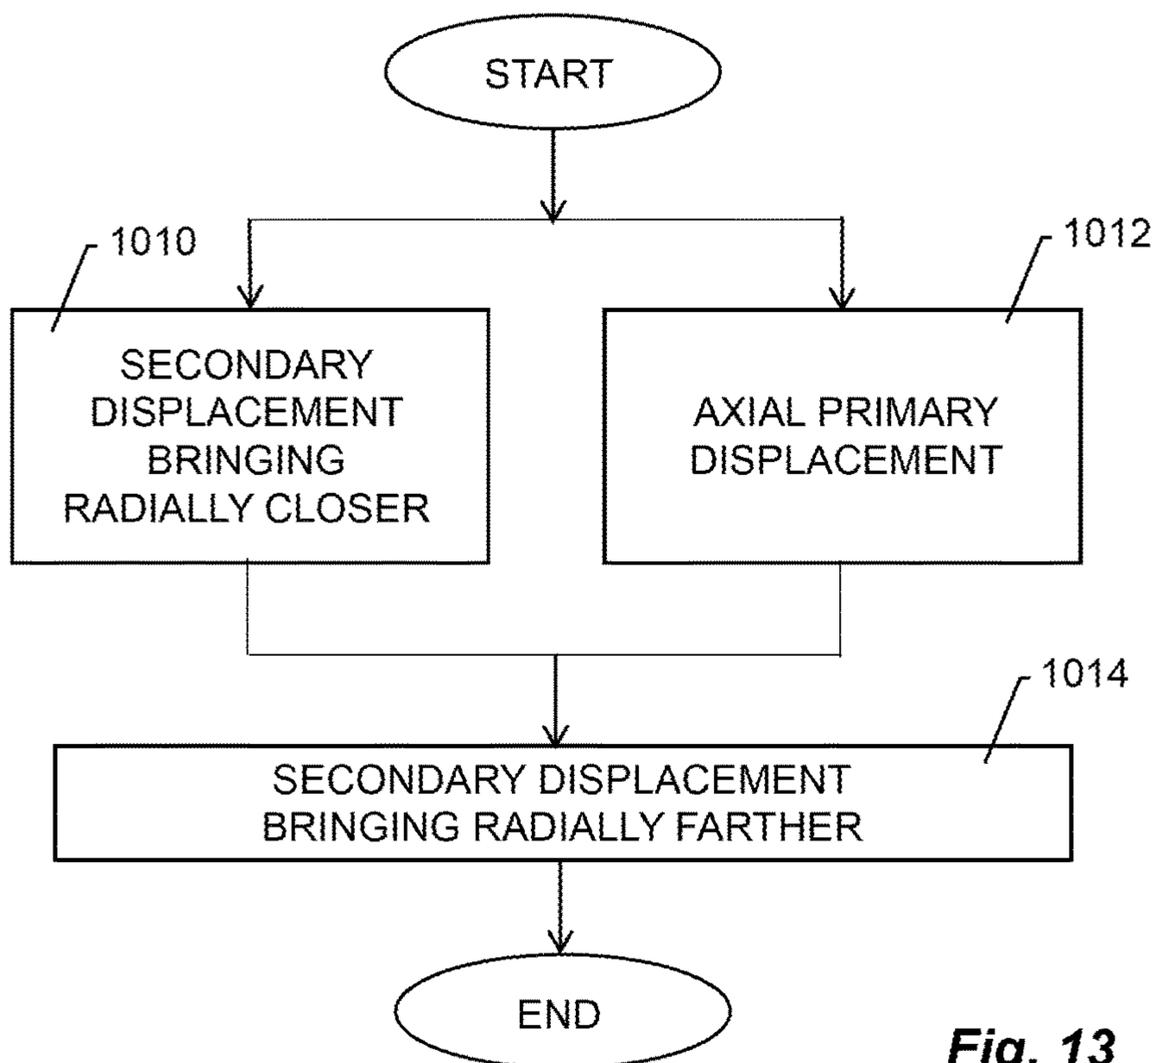 START
1010
1012
SECONDARY
DISPLACEMENT
BRINGING
RADIALLY CLOSER
AXIAL PRIMARY
DISPLACEMENT
1014
SECONDARY DISPLACEMENT
BRINGING RADIALLY FARTHER
END
Fig. 13